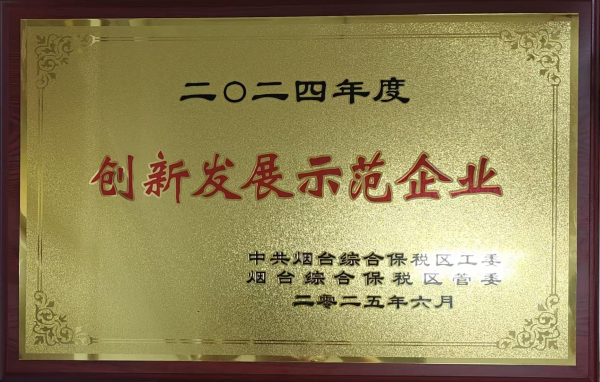 二〇二四年度
创新发展示范企业
中共烟台综合保税区工委
烟台综合保税区管委
二零二五年六月